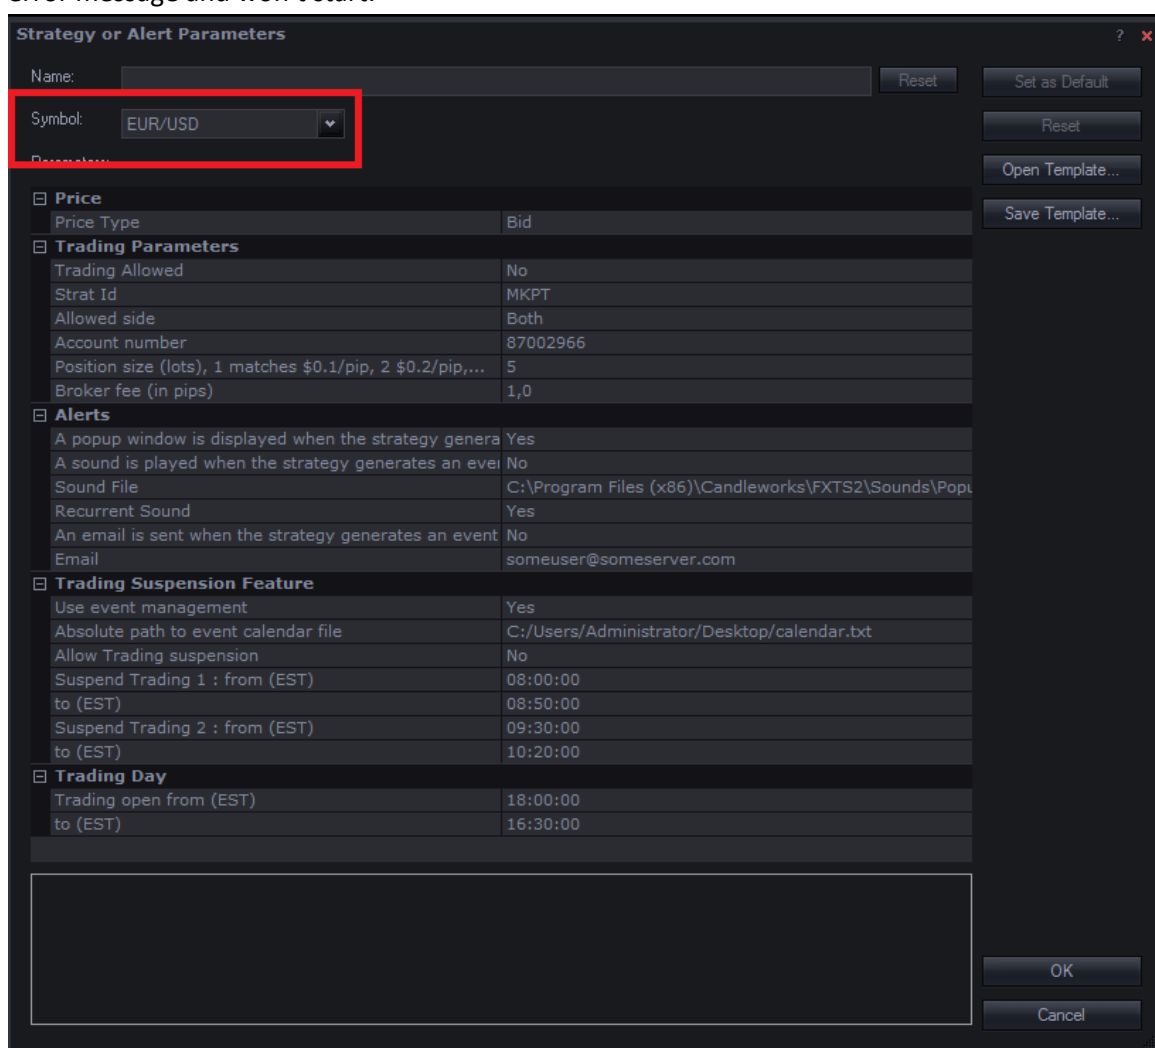 error message and won't start.
Strategy or Alert Parameters ?
Name: Reset Set as Default
Symbol: EUR/USD Reset
Parameters: Open Template...
Save Template...
Price
Price Type Bid
Trading Parameters
Trading Allowed No
Strat Id MKPT
Allowed side Both
Account number 87002966
Position size (lots), 1 matches $0.1/pip, 2 $0.2/pip,... 5
Broker fee (in pips) 1,0
Alerts
A popup window is displayed when the strategy genera Yes
A sound is played when the strategy generates an eve No
Sound File C:\Program Files (x86)\Candleworks\FXTS2\Sounds\Popu
Recurrent Sound Yes
An email is sent when the strategy generates an event No
Email someuser@someserver.com
Trading Suspension Feature
Use event management Yes
Absolute path to event calendar file C:/Users/Administrator/Desktop/calendar.txt
Allow Trading suspension No
Suspend Trading 1 : from (EST) 08:00:00
to (EST) 08:50:00
Suspend Trading 2 : from (EST) 09:30:00
to (EST) 10:20:00
Trading Day
Trading open from (EST) 18:00:00
to (EST) 16:30:00
OK
Cancel